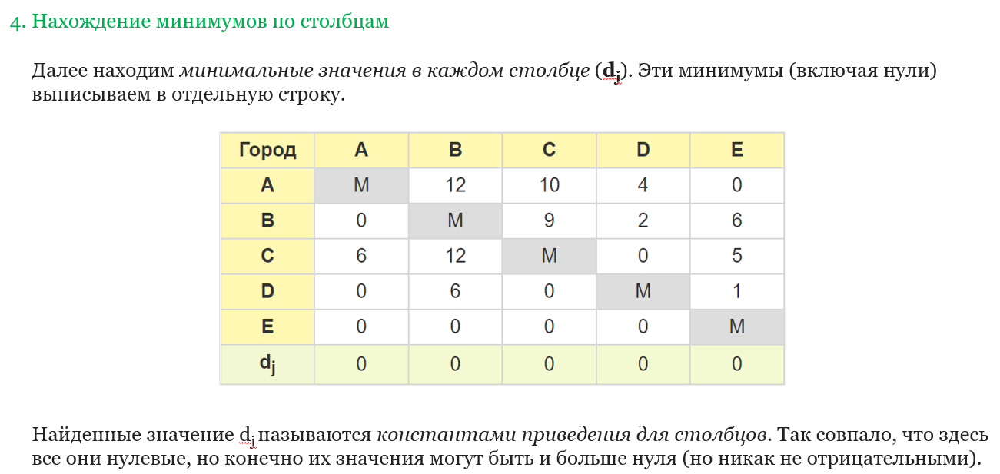 4. Нахождение минимумов по столбцам
Далее находим минимальные значения в каждом столбце (dj). Эти минимумы (включая нули)
выписываем в отдельную строку.
Город A B C D E
A M 12 10 4 0
B 0 M 9 2 6
C 6 12 M 0 5
D 0 6 0 M 1
E 0 0 0 0 M
dj 0 0 0 0 0
Найденные значение dj называются константами приведения для столбцов. Так совпало, что здесь
все они нулевые, но конечно их значения могут быть и больше нуля (но никак не отрицательными).